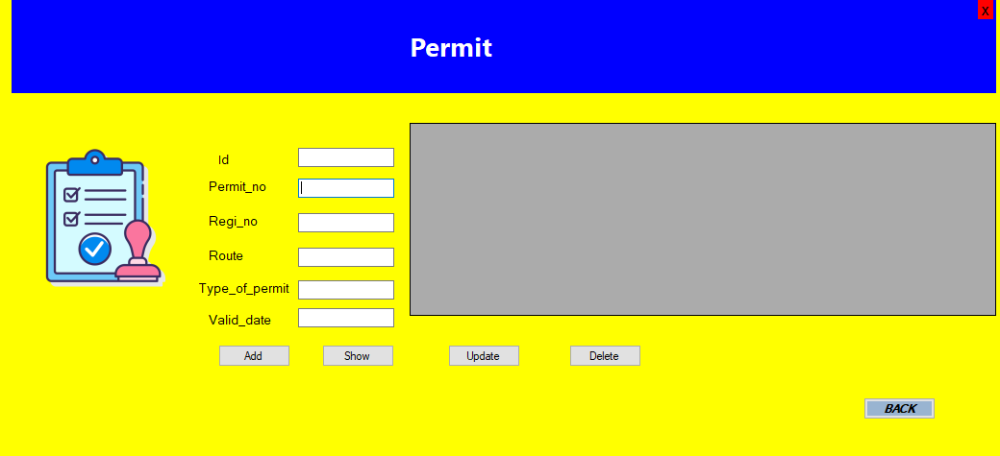 X
Permit
Id
Permit_no
Regi_no
Route
Type_of_permit
Valid_date
Add Show Update Delete
BACK